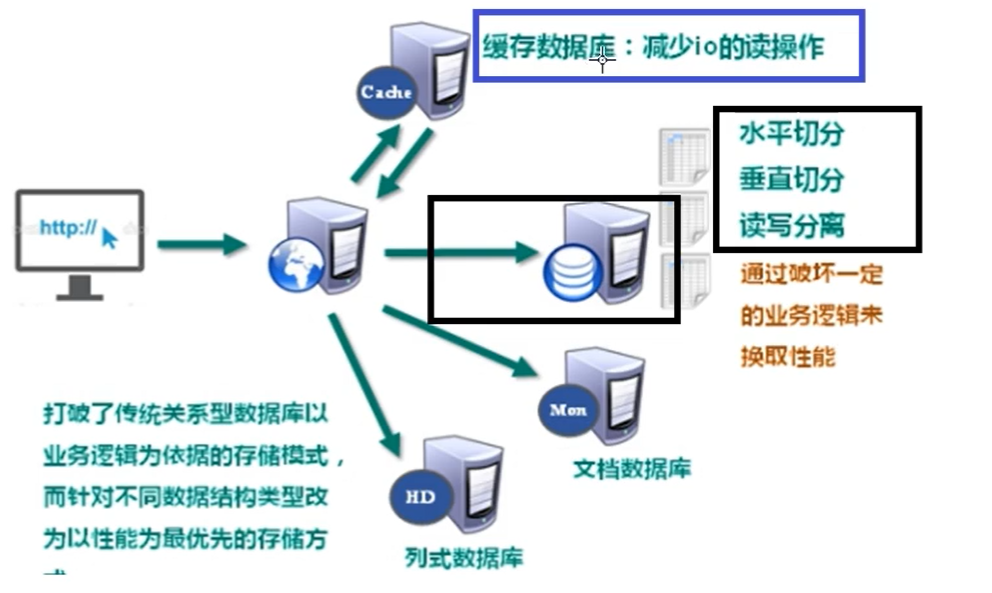 缓存数据库：减少io的读操作
Cache
水平切分
垂直切分
读写分离
http://
通过破坏一定
的业务逻辑来
换取性能
Mon
文档数据库
打破了传统关系型数据库以
业务逻辑为依据的存储模式，
而针对不同数据结构类型改
为以性能为最优先的存储方
HD
列式数据库